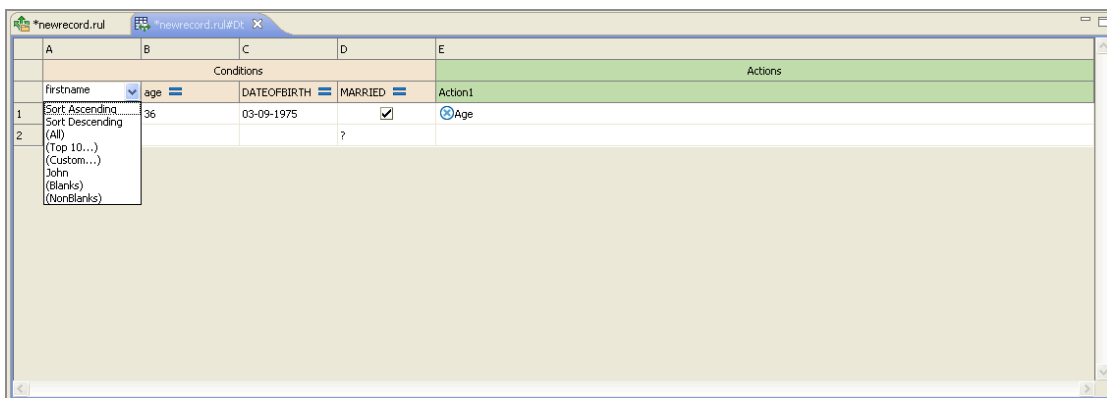 *newrecord.rul *newrecord.rul#Dt
A B C D E
Conditions Actions
firstname age DATEOFBIRTH MARRIED Action1
1 36 03-09-1975 Age
2 ?
Sort Ascending
Sort Descending
(All)
(Top 10...)
(Custom...)
John
(Blanks)
(NonBlanks)